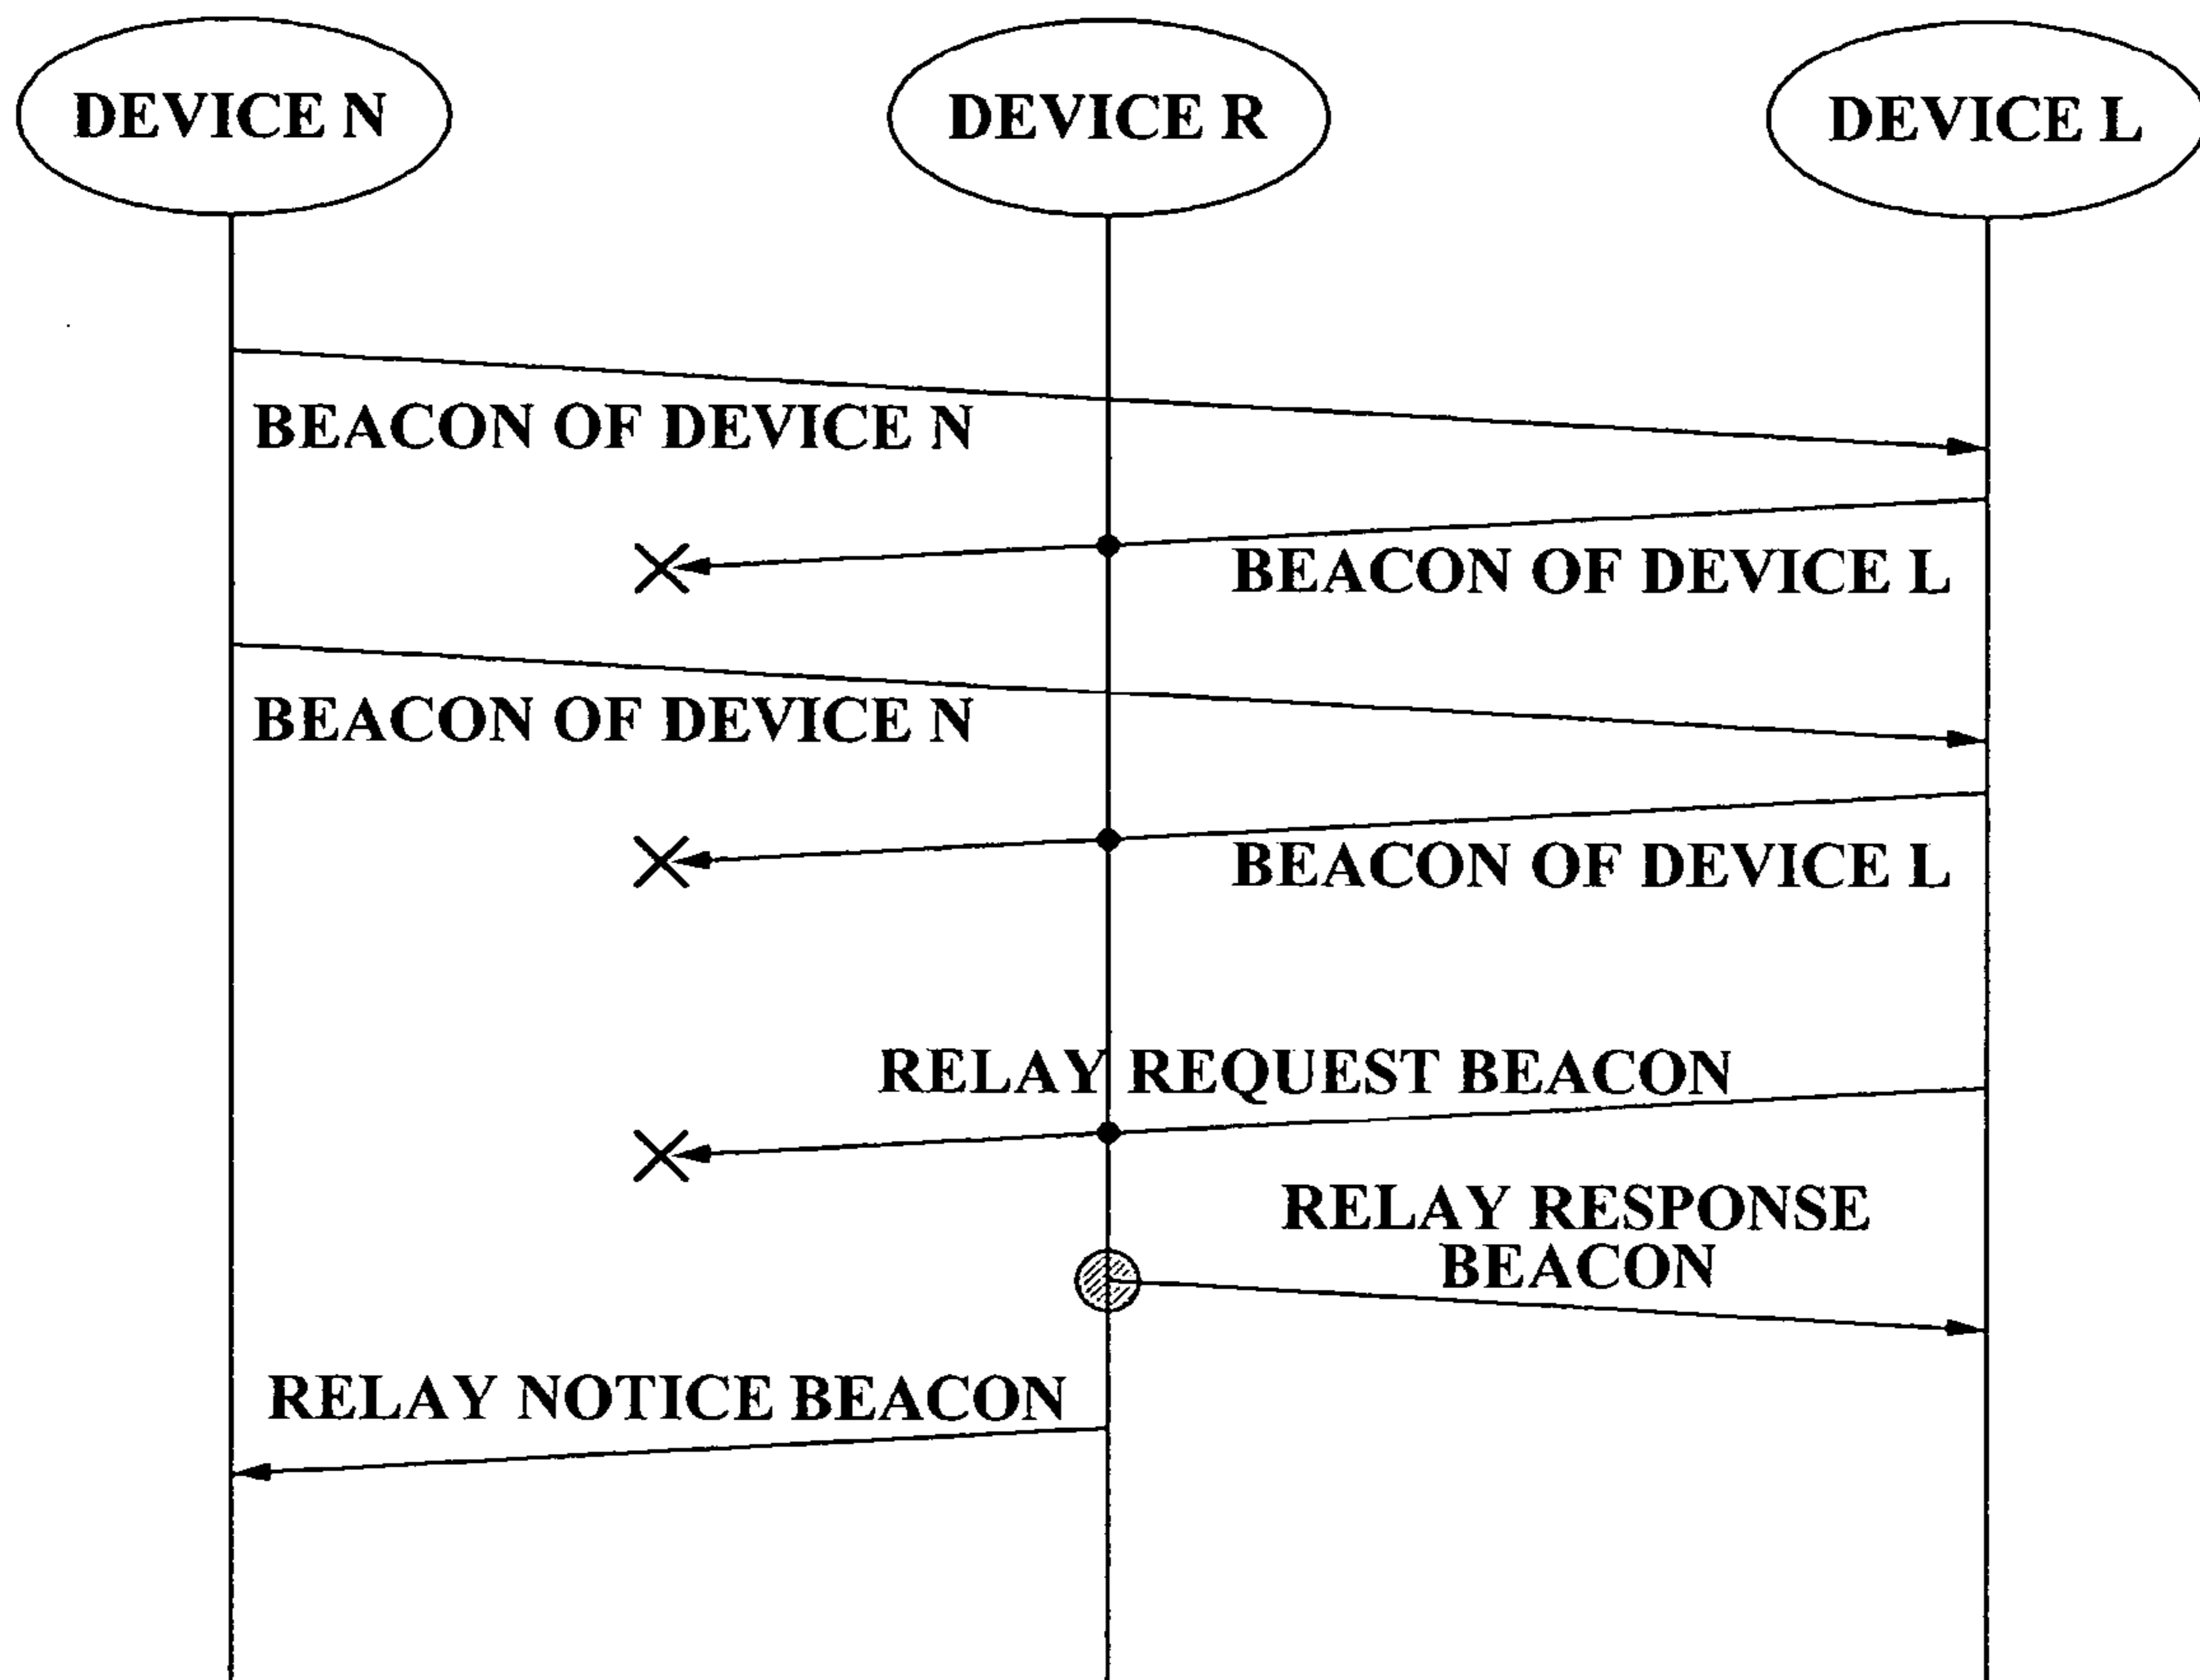 DEVICE N
DEVICE R
DEVICE L
BEACON OF DEVICE N
BEACON OF DEVICE L
BEACON OF DEVICE N
BEACON OF DEVICE L
RELAY REQUEST BEACON
RELAY RESPONSE
BEACON
RELAY NOTICE BEACON